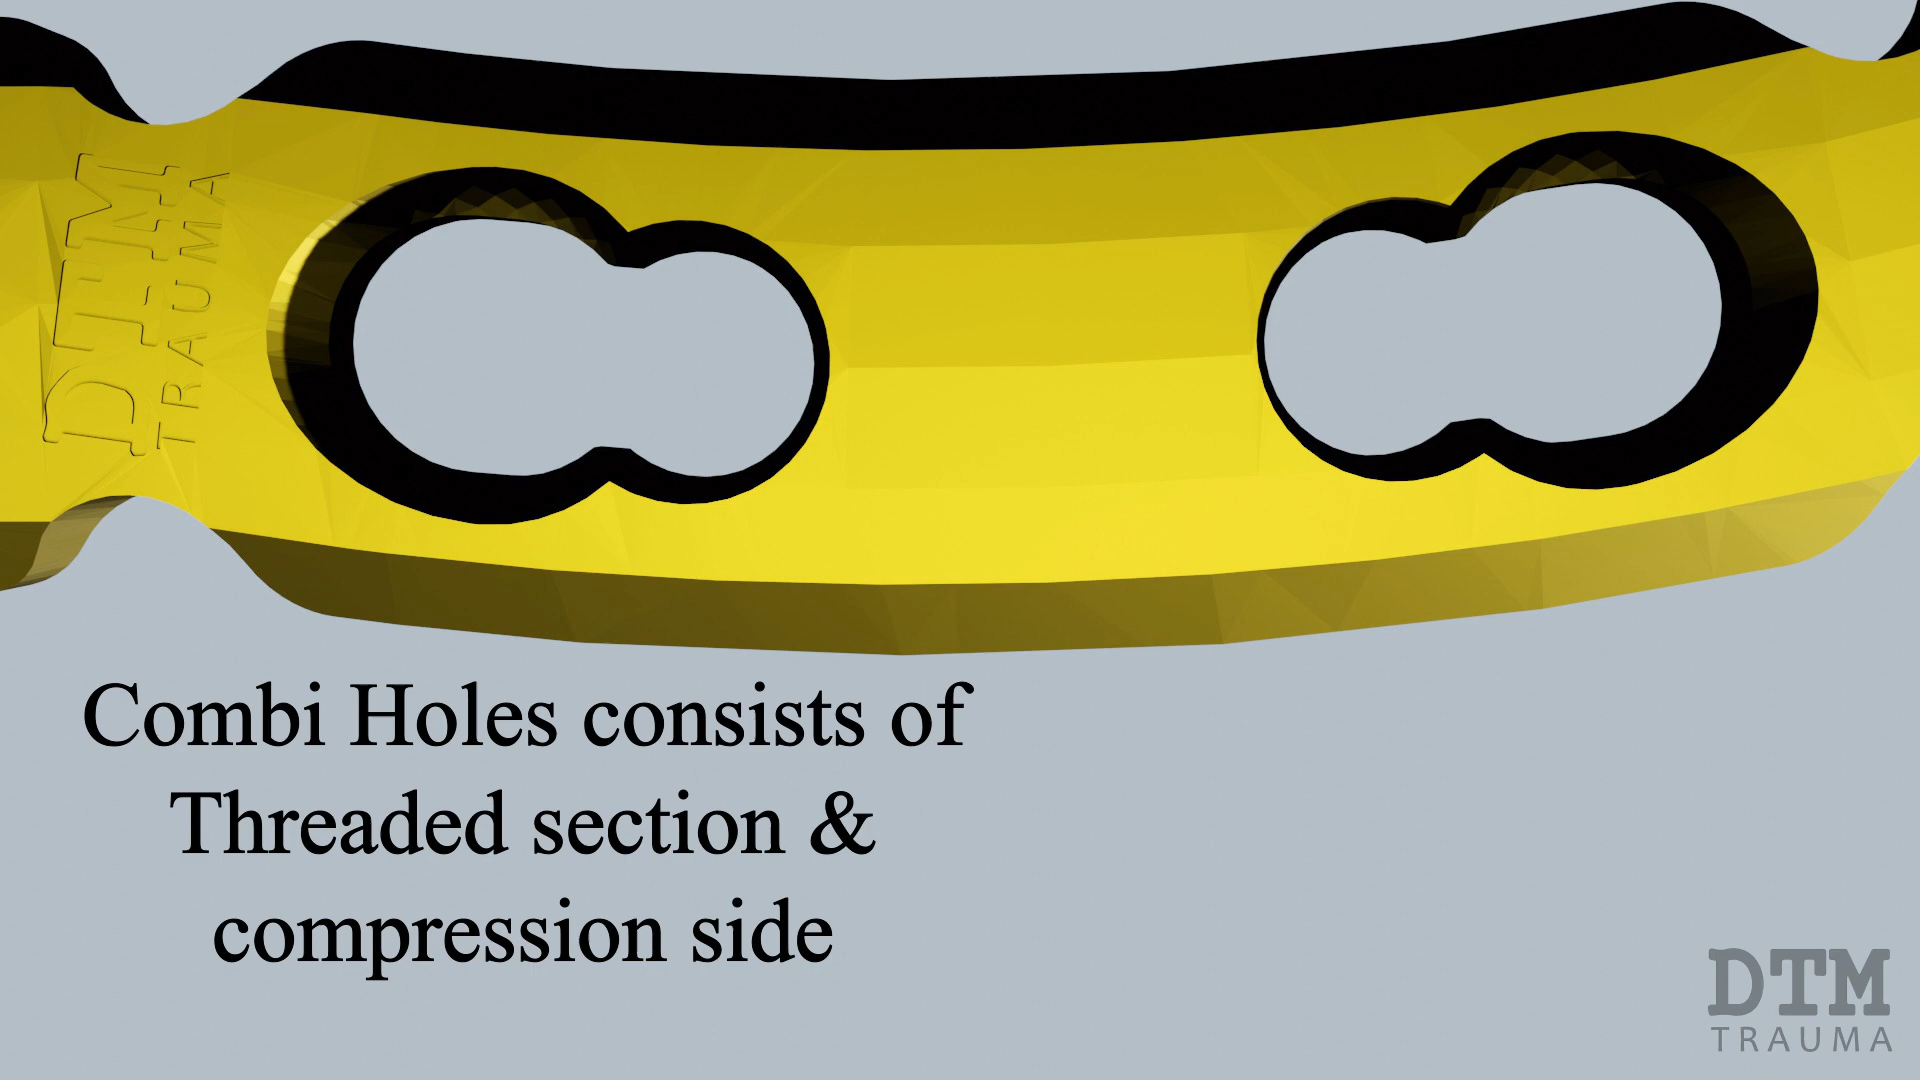 DTM
TRAUMA
Combi Holes consists of
Threaded section &
compression side
DTM
TRAUMA